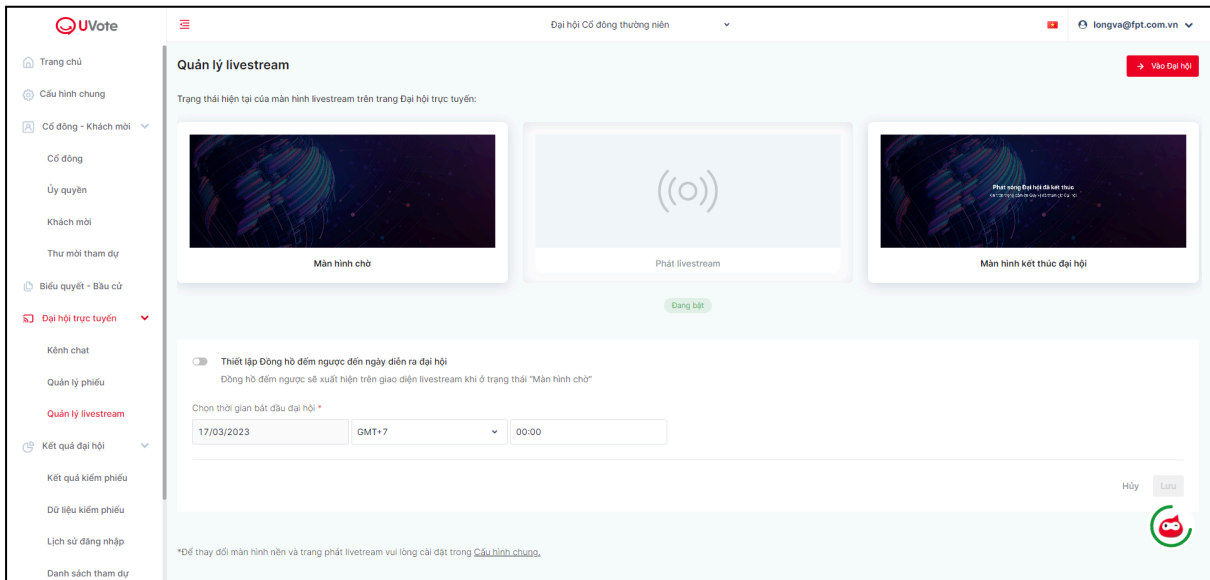 UVote
Đại hội Cổ đông thường niên
longva@fpt.com.vn
Trang chủ
Cấu hình chung
Cổ đông - Khách mời
Cổ đông
Ủy quyền
Khách mời
Thư mời tham dự
Biểu quyết - Bầu cử
Đại hội trực tuyến
Kênh chat
Quản lý phiếu
Quản lý livestream
Kết quả đại hội
Kết quả kiểm phiếu
Dữ liệu kiểm phiếu
Lịch sử đăng nhập
Danh sách tham dự
Quản lý livestream
Vào Đại hội
Trạng thái hiện tại của màn hình livestream trên trang Đại hội trực tuyến:
Phát sóng Đại hội đã kết thúc
Màn hình chờ
Phát livestream
Màn hình kết thúc đại hội
Đang bật
Thiết lập Đồng hồ đếm ngược đến ngày diễn ra đại hội
Đồng hồ đếm ngược sẽ xuất hiện trên giao diện livestream khi ở trạng thái "Màn hình chờ"
Chọn thời gian bắt đầu đại hội *
17/03/2023 GMT+7 00:00
Hủy Lưu
*Để thay đổi màn hình nền và trang phát livetream vui lòng cài đặt trong Cấu hình chung.